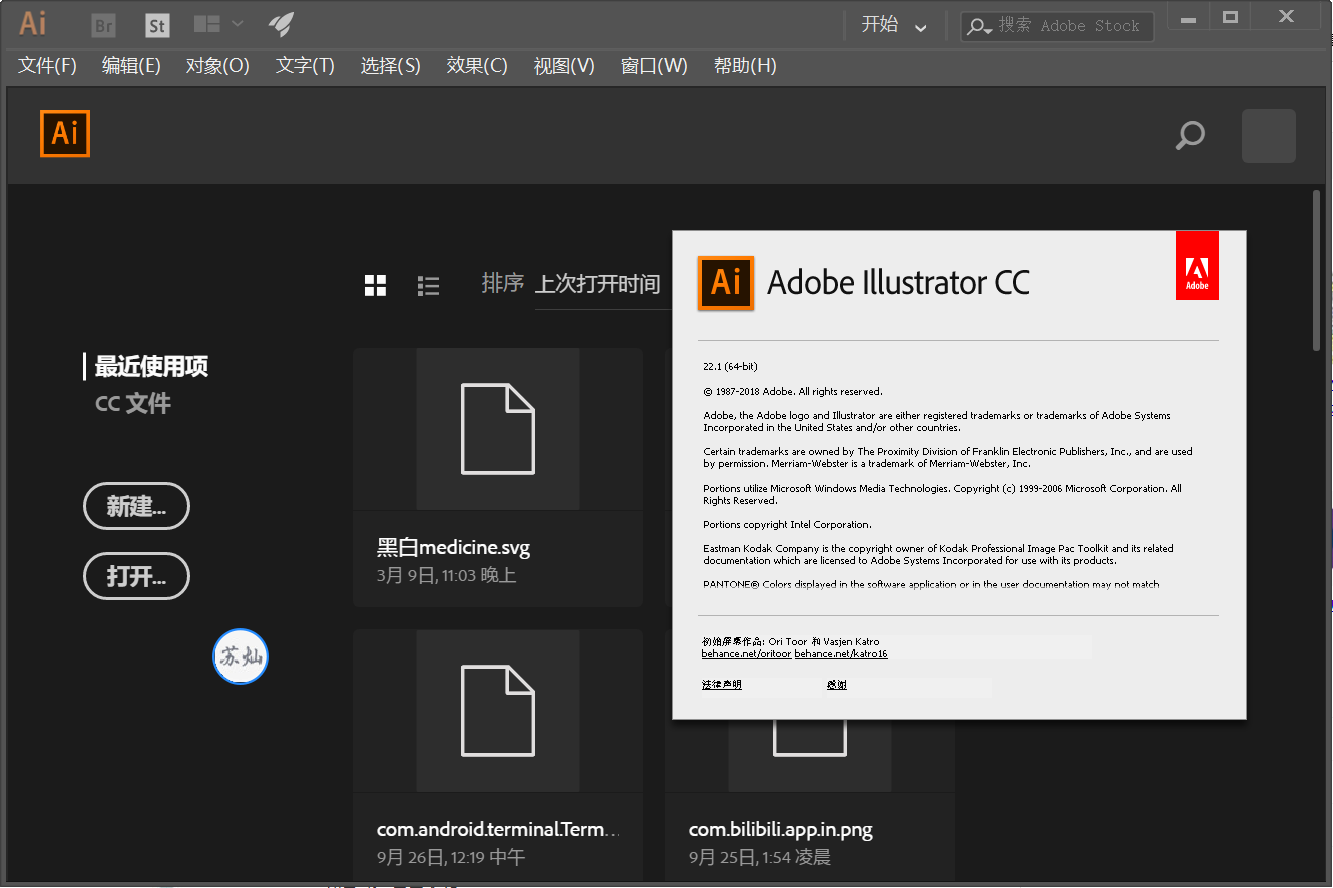 Ai Br St 开始 搜索 Adobe Stock
文件(F) 编辑(E) 对象(O) 文字(T) 选择(S) 效果(C) 视图(V) 窗口(W) 帮助(H)
Ai
排序 上次打开时间
最近使用项
CC 文件
新建...
打开...
苏灿
黑白medicine.svg
3月 9日, 11:03 晚上
com.android.terminal.Term...
9月 26日, 12:19 中午
com.bilibili.app.in.png
9月 25日, 1:54 凌晨
Ai Adobe Illustrator CC
Adobe
22.1 (64-bit)
© 1987-2018 Adobe. All rights reserved.
Adobe, the Adobe logo and Illustrator are either registered trademarks or trademarks of Adobe Systems
Incorporated in the United States and/or other countries.
Certain trademarks are owned by The Proximity Division of Franklin Electronic Publishers, Inc., and are used
by permission. Merriam-Webster is a trademark of Merriam-Webster, Inc.
Portions utilize Microsoft Windows Media Technologies. Copyright (c) 1999-2006 Microsoft Corporation. All
Rights Reserved.
Portions copyright Intel Corporation.
Eastman Kodak Company is the copyright owner of Kodak Professional Image Pac Toolkit and its related
documentation which are licensed to Adobe Systems Incorporated for use with its products.
PANTONE® Colors displayed in the software application or in the user documentation may not match
初始屏幕作品: Ori Toor 和 Vasjen Katro
behance.net/oritoor behance.net/katro16
法律声明 感谢